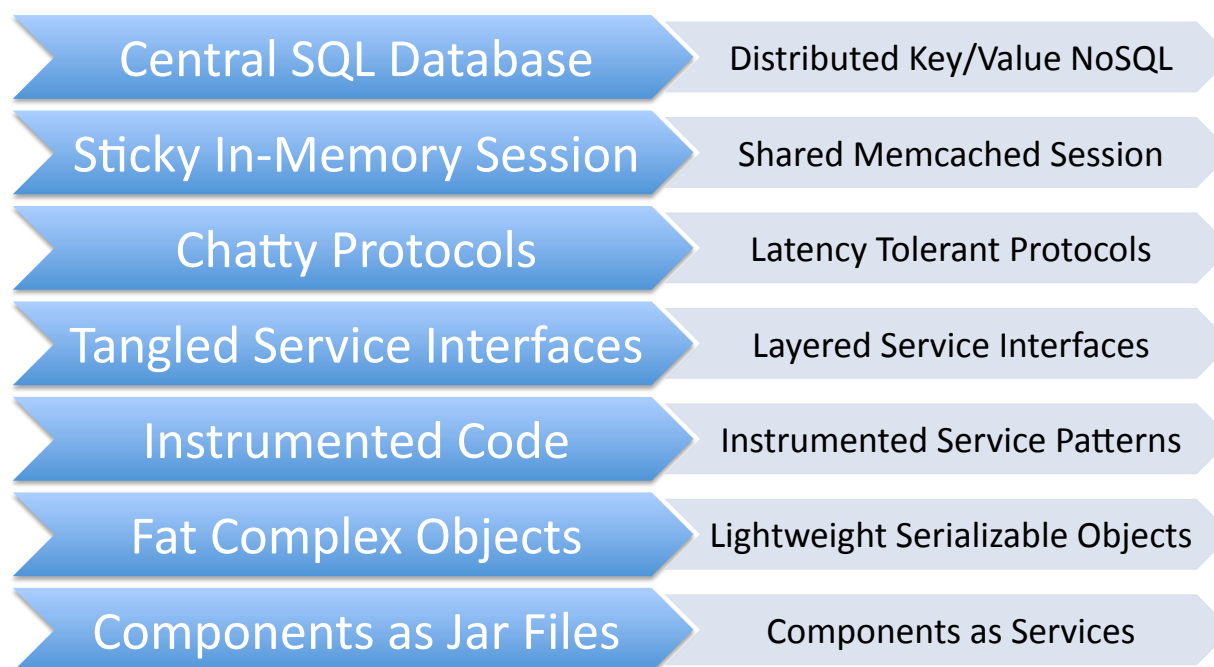 Central SQL Database
Distributed Key/Value NoSQL
Sticky In-Memory Session
Shared Memcached Session
Chatty Protocols
Latency Tolerant Protocols
Tangled Service Interfaces
Layered Service Interfaces
Instrumented Code
Instrumented Service Patterns
Fat Complex Objects
Lightweight Serializable Objects
Components as Jar Files
Components as Services